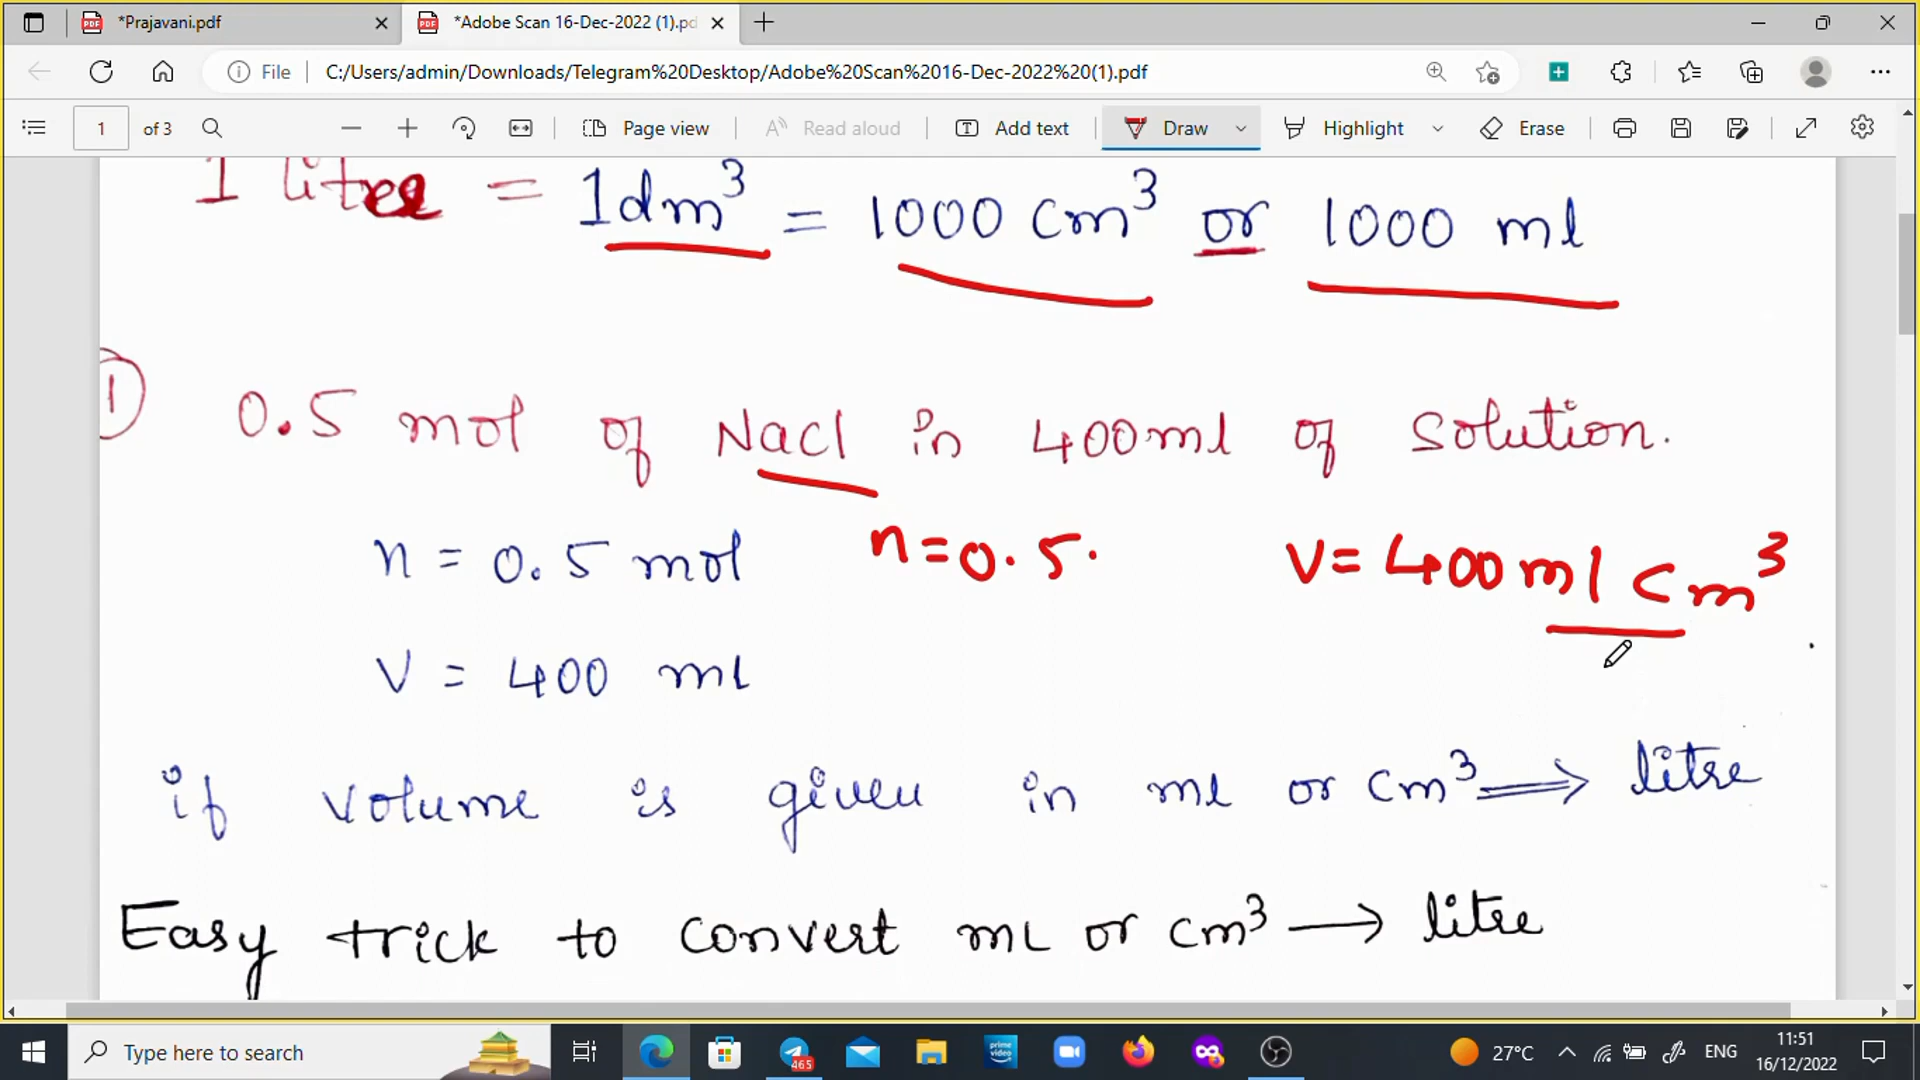 *Prajavani.pdf
*Adobe Scan 16-Dec-2022 (1).pd
File C:/Users/admin/Downloads/Telegram%20Desktop/Adobe%20Scan%2016-Dec-2022%20(1).pdf
1 of 3 Page view Read aloud Add text Draw Highlight Erase
1 litre = 1dm³ = 1000 cm³ or 1000 ml
① 0.5 mol of Nacl in 400ml of solution.
n = 0.5 mol n=0.5. V= 400ml cm³
V = 400 mL
if volume is given in mL or cm³ ⟹ litre
Easy trick to convert mL or cm³ → litre
Type here to search
465
prime video
27°C ENG 11:51
16/12/2022